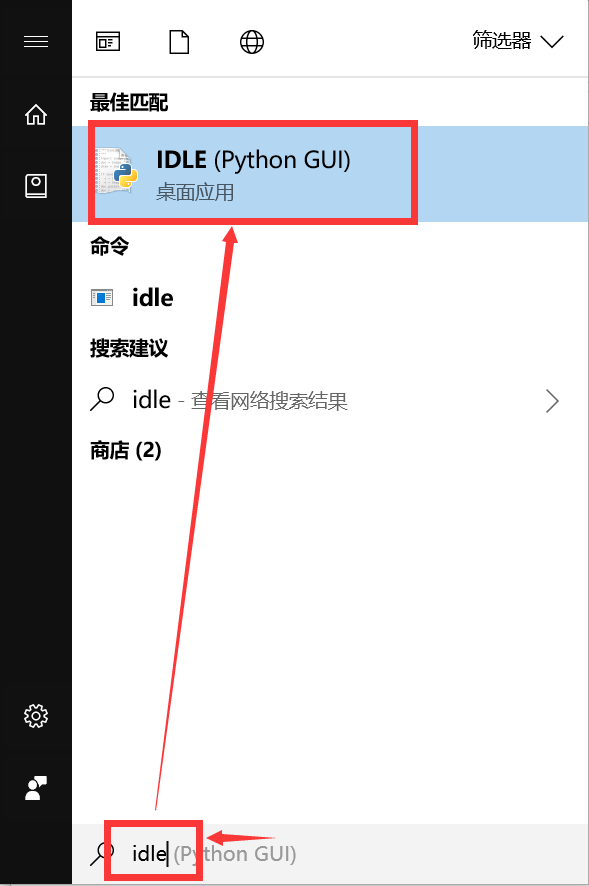 筛选器
最佳匹配
IDLE (Python GUI)
桌面应用
命令
idle
搜索建议
idle - 查看网络搜索结果
商店 (2)
idle (Python GUI)